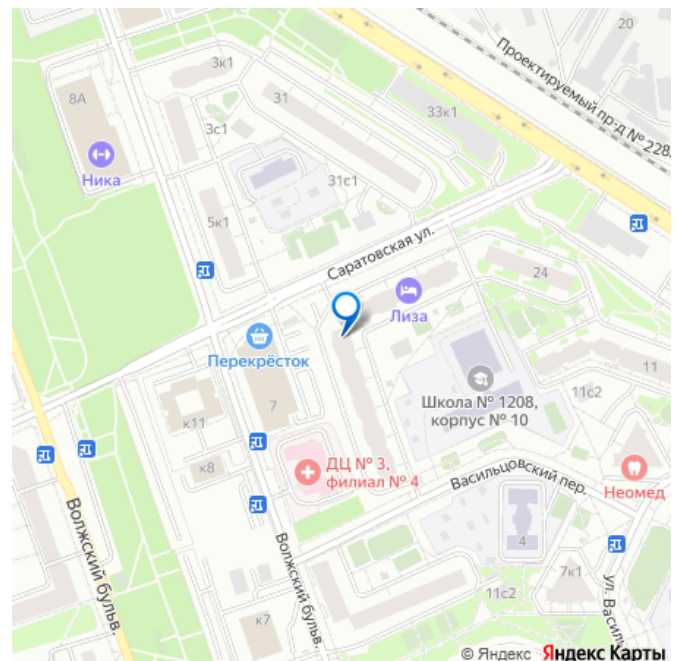 20
Проектируемый пр-д № 228
3к1
8А
31
33к1
3с1
Ника
31с1
5к1
Саратовская ул.
24
Лиза
Перекрёсток
11
Школа № 1208,
корпус № 10
11с2
7
к11
ДЦ № 3,
филиал № 4
к8
Васильцовский пер.
Неомед
Волжский бульв.
Волжский бульв.
4
7к1
11с2
ул. Василь
к7
© Яндекс Яндекс Карты